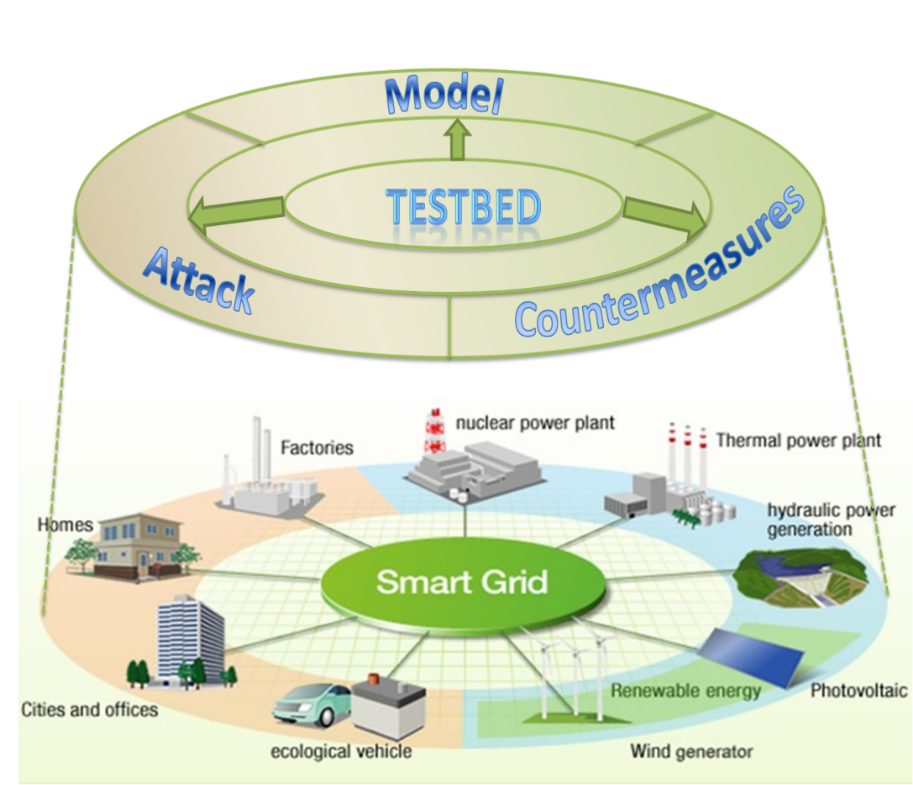 Model
TESTBED
Attack
Countermeasures
nuclear power plant
Factories
Thermal power plant
hydraulic power
generation
Homes
Smart Grid
Renewable energy
Photovoltaic
Cities and offices
ecological vehicle
Wind generator